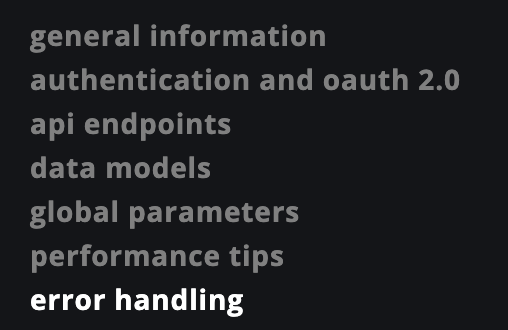 general information
authentication and oauth 2.0
api endpoints
data models
global parameters
performance tips
error handling